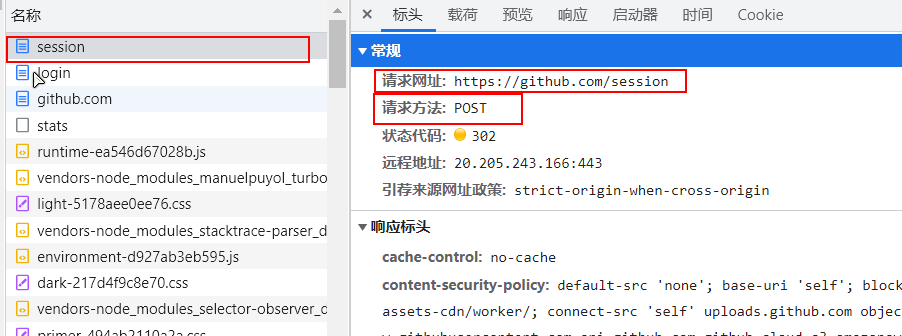 名称
session
login
github.com
stats
runtime-ea546d67028b.js
vendors-node_modules_manuelpuyol_turbo
light-5178aee0ee76.css
vendors-node_modules_stacktrace-parser_d
environment-d927ab3eb595.js
dark-217d4f9c8e70.css
vendors-node_modules_selector-observer_d
primer-494ab2110a2a.css
× 标头 载荷 预览 响应 启动器 时间 Cookie
▼ 常规
请求网址: https://github.com/session
请求方法: POST
状态代码: 302
远程地址: 20.205.243.166:443
引荐来源网址政策: strict-origin-when-cross-origin
▼ 响应标头
cache-control: no-cache
content-security-policy: default-src 'none'; base-uri 'self'; block
assets-cdn/worker/; connect-src 'self' uploads.github.com objec